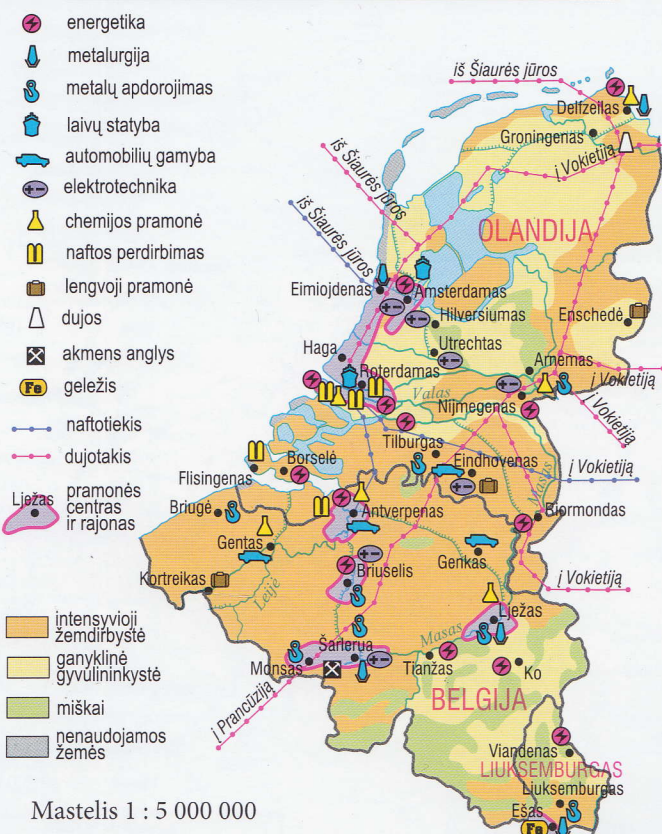 energetika
metalurgija
metalų apdorojimas
laivų statyba
automobilių gamyba
elektrotechnika
chemijos pramonė
naftos perdirbimas
lengvoji pramonė
dujos
akmens anglys
Fe
geležis
naftotiekis
dujotakis
Lježas
pramonės
centras
ir rajonas
intensyvioji
žemdirbystė
ganyklinė
gyvulininkystė
miškai
nenaudojamos
žemės
Mastelis 1 : 5 000 000
iš Šiaurės jūros
Delfzeilas
Groningenas
į Vokietiją
iš Šiaurės jūros
iš Šiaurės jūros
OLANDIJA
Eimiojdenas
Amsterdamas
Hilversiumas
Enschedė
Utrechtas
Haga
Arnemas
Roterdamas
Valas
į Vokietiją
Nijmegenas
į Vokietiją
Tilburgas
Borselė
Eindhovenas
Flisingenas
Masas
į Vokietiją
Briugė
Antverpenas
Biormondas
Gentas
Genkas
Kortreikas
Leijė
Briuselis
į Vokietiją
Lježas
Šarlerua
Masas
Monsas
Tianžas
Ko
į Prancūziją
BELGIJA
Viandenas
LIUKSEMBURGAS
Liuksemburgas
Ešas
Fe